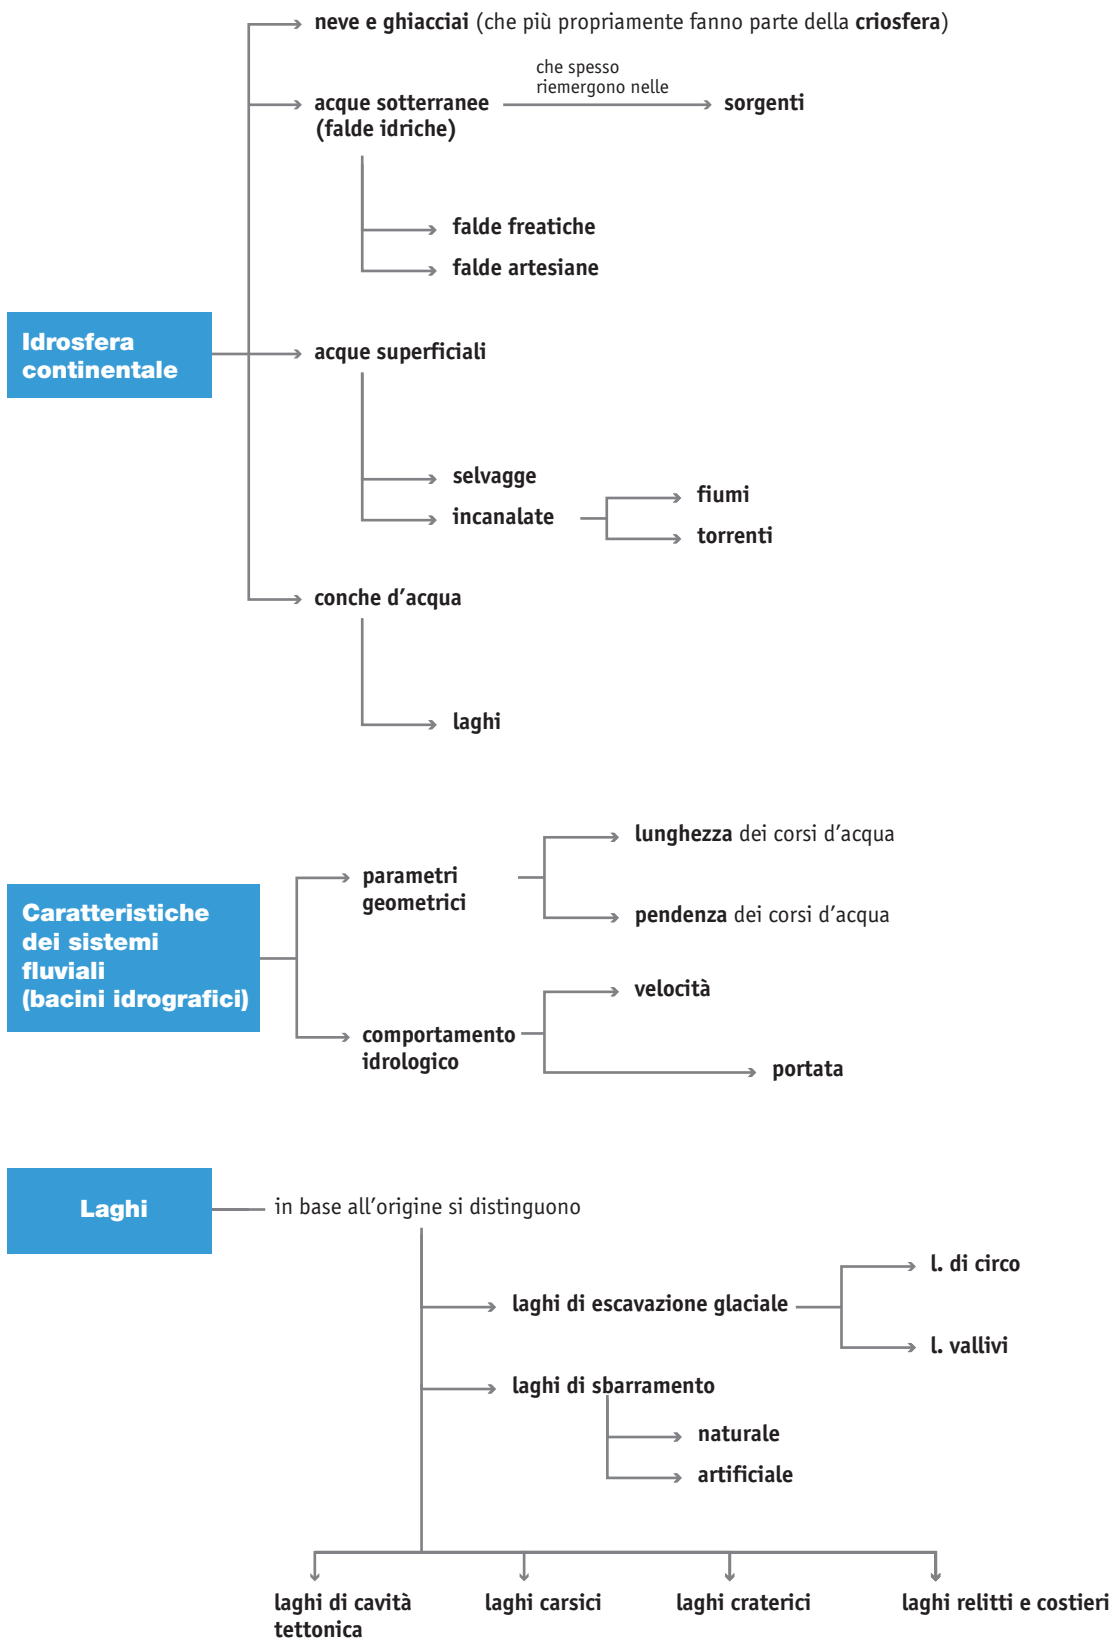 neve e ghiacciai (che più propriamente fanno parte della criosfera)
che spesso
riemergono nelle
acque sotterranee
(falde idriche)
sorgenti
falde freatiche
falde artesiane
Idrosfera
continentale
acque superficiali
selvagge
incanalate
fiumi
torrenti
conche d'acqua
laghi
lunghezza dei corsi d'acqua
parametri
geometrici
pendenza dei corsi d'acqua
Caratteristiche
dei sistemi
fluviali
(bacini idrografici)
velocità
comportamento
idrologico
portata
Laghi
in base all'origine si distinguono
l. di circo
laghi di escavazione glaciale
l. vallivi
laghi di sbarramento
naturale
artificiale
laghi di cavità
tettonica
laghi carsici
laghi craterici
laghi relitti e costieri